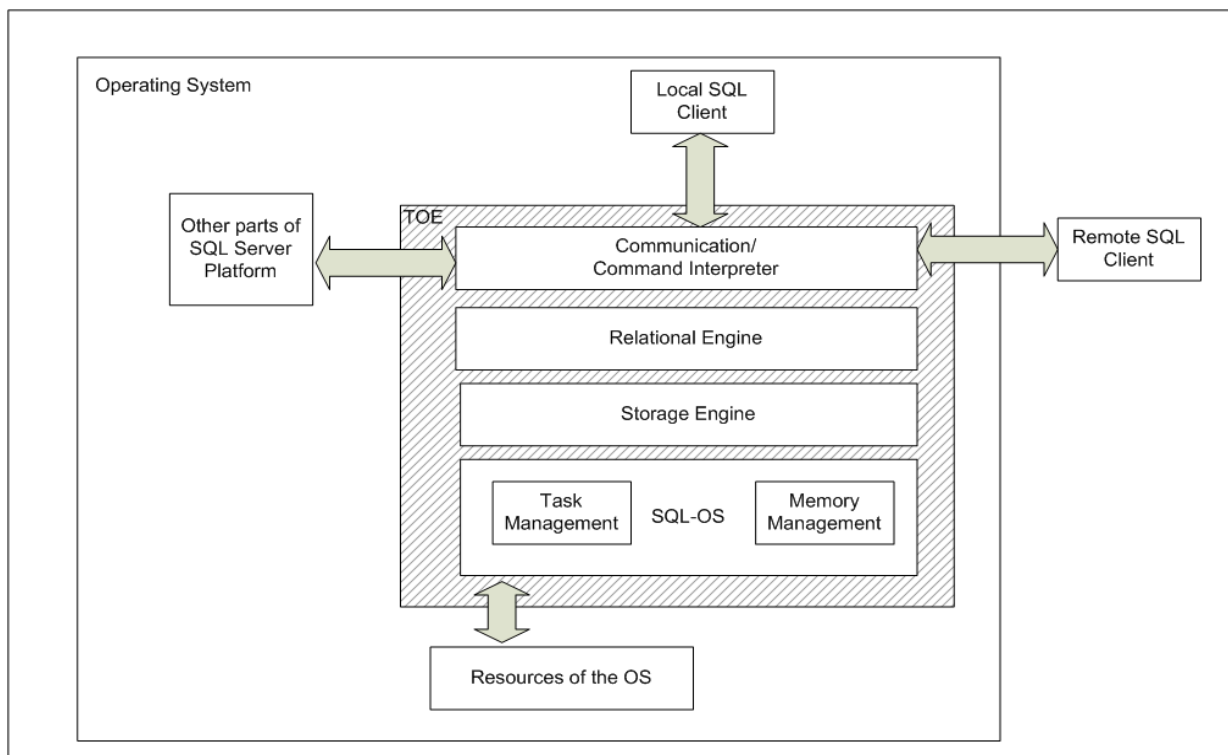 Operating System
Local SQL
Client
Other parts of
SQL Server
Platform
TOE
Communication/
Command Interpreter
Remote SQL
Client
Relational Engine
Storage Engine
Task
Management
SQL-OS
Memory
Management
Resources of the OS